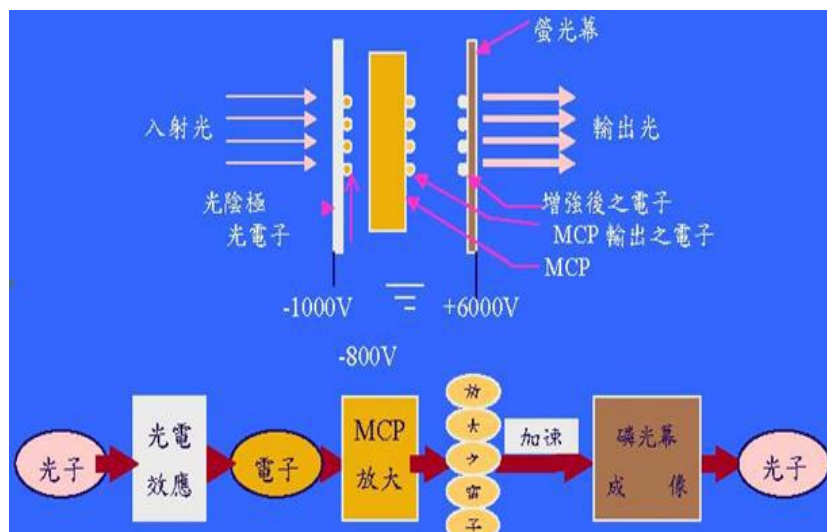 螢光幕
入射光
輸出光
光陰極
光電子
增強後之電子
MCP 輸出之電子
MCP
-1000V
+6000V
-800V
光子
光電
效應
電子
MCP
放大
放
大
之
電
子
加速
磷光幕
成 像
光子